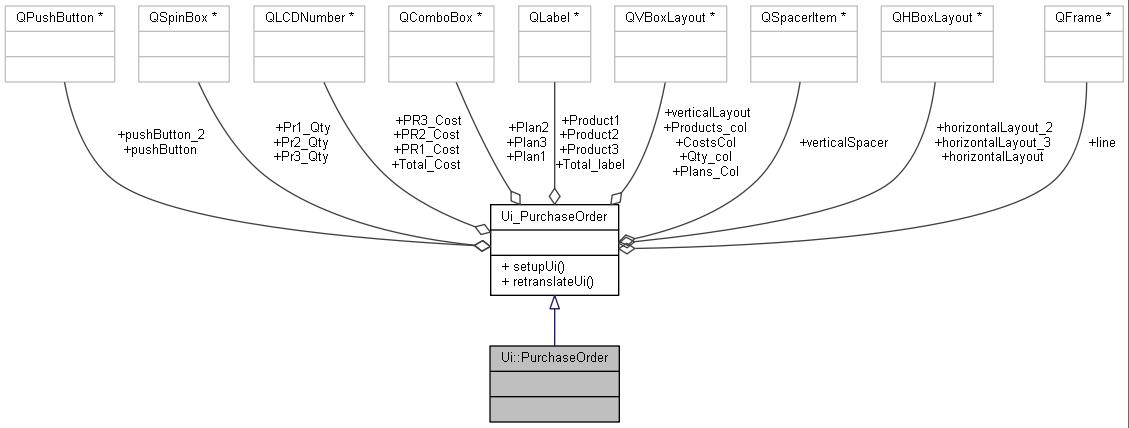 QPushButton *
QSpinBox *
QLCDNumber *
QComboBox *
QLabel *
QVBoxLayout *
QSpacerItem *
QHBoxLayout *
QFrame *
+pushButton_2
+pushButton
+Pr1_Qty
+Pr2_Qty
+Pr3_Qty
+PR3_Cost
+PR2_Cost
+PR1_Cost
+Total_Cost
+Plan2
+Plan3
+Plan1
+Product1
+Product2
+Product3
+Total_label
+verticalLayout
+Products_col
+CostsCol
+Qty_col
+Plans_Col
+verticalSpacer
+horizontalLayout_2
+horizontalLayout_3
+horizontalLayout
+line
Ui_PurchaseOrder
+ setupUi()
+ retranslateUi()
Ui::PurchaseOrder